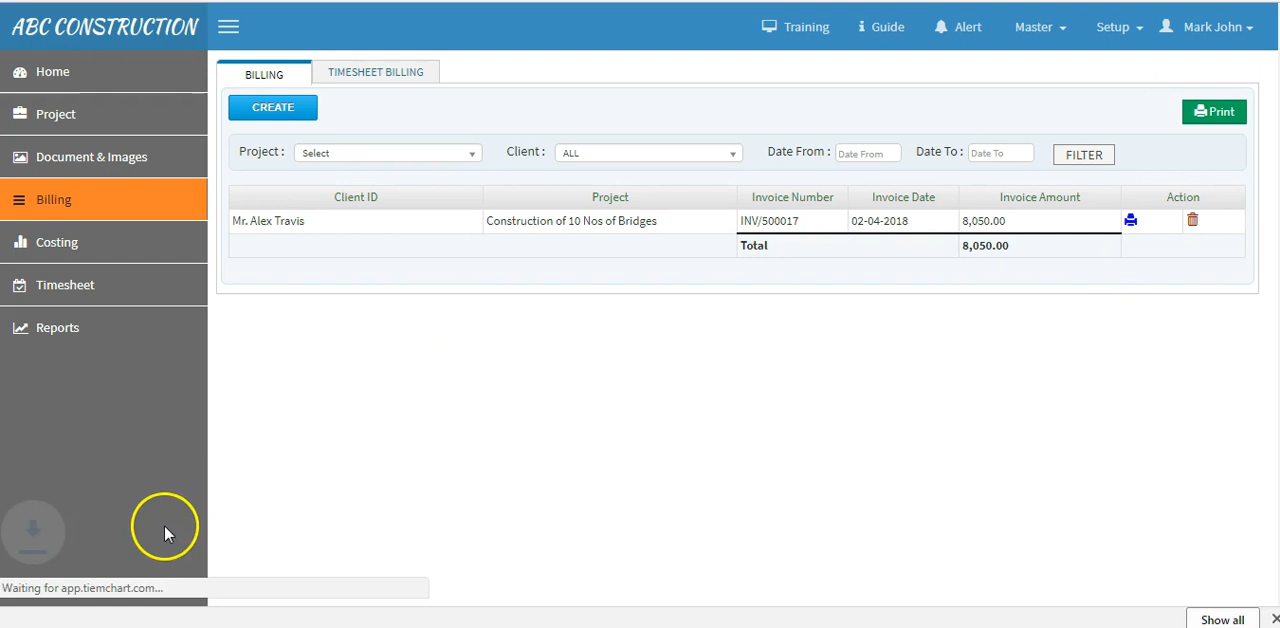 ABC CONSTRUCTION
Training Guide Alert Master Setup Mark John
Home
Project
Document & Images
Billing
Costing
Timesheet
Reports
BILLING TIMESHEET BILLING
CREATE
Print
Project : Select Client : ALL Date From : Date From Date To : Date To FILTER
Client ID Project Invoice Number Invoice Date Invoice Amount Action
Mr. Alex Travis Construction of 10 Nos of Bridges INV/500017 02-04-2018 8,050.00
Total 8,050.00
Waiting for app.tiemchart.com...
Show all